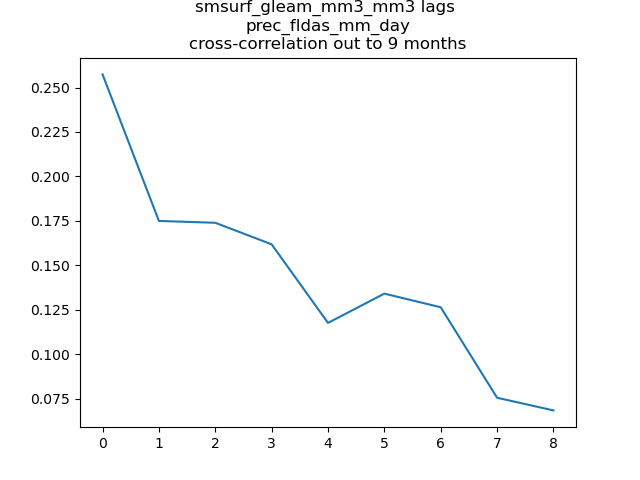 smsurf_gleam_mm3_mm3 lags
prec_fldas_mm_day
cross-correlation out to 9 months
0.250
0.225
0.200
0.175
0.150
0.125
0.100
0.075
0 1 2 3 4 5 6 7 8